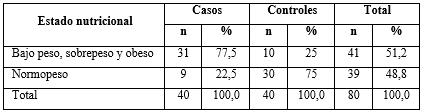 Estado nutricional Casos Controles Total
n % n % n %
Bajo peso, sobrepeso y obeso 31 77,5 10 25 41 51,2
Normopeso 9 22,5 30 75 39 48,8
Total 40 100,0 40 100,0 80 100,0